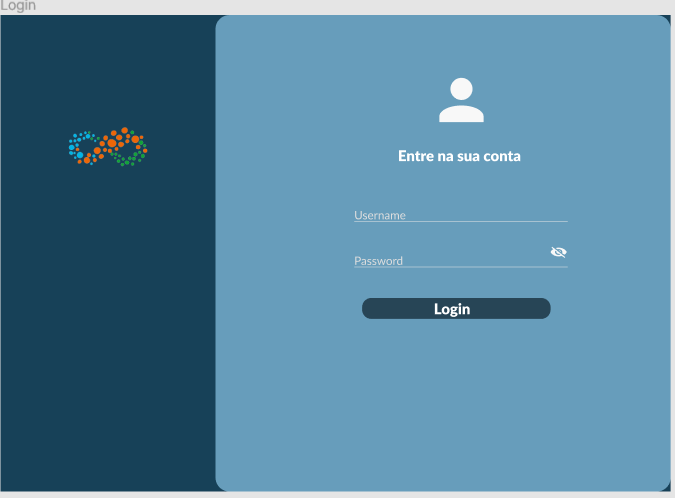 Login
Entre na sua conta
Username
Password
Login